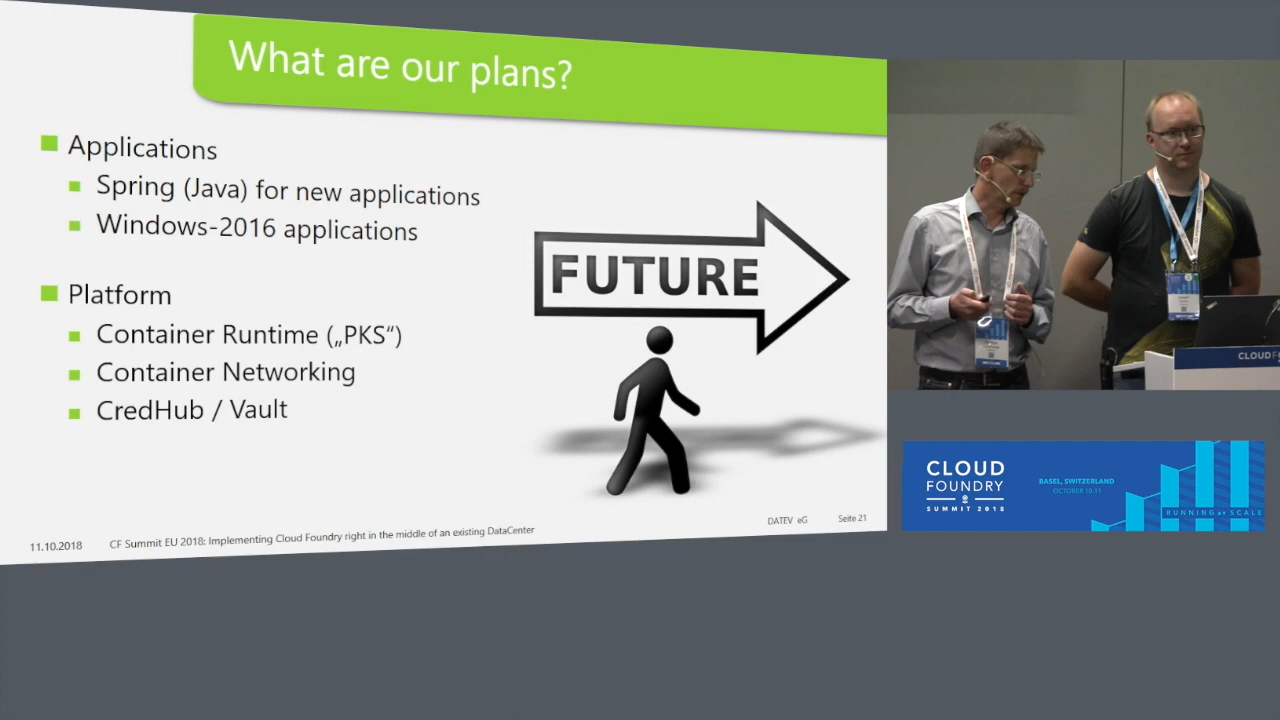 What are our plans?
Applications
Spring (Java) for new applications
Windows-2016 applications
Platform
Container Runtime („PKS“)
Container Networking
CredHub / Vault
FUTURE
11.10.2018
CF Summit EU 2018: Implementing Cloud Foundry right in the middle of an existing DataCenter
DATEV eG
Seite 21
CLOUD
CLOUD
FOUNDRY
SUMMIT 2018
BASEL, SWITZERLAND
OCTOBER 10-11
RUNNING AT SCALE